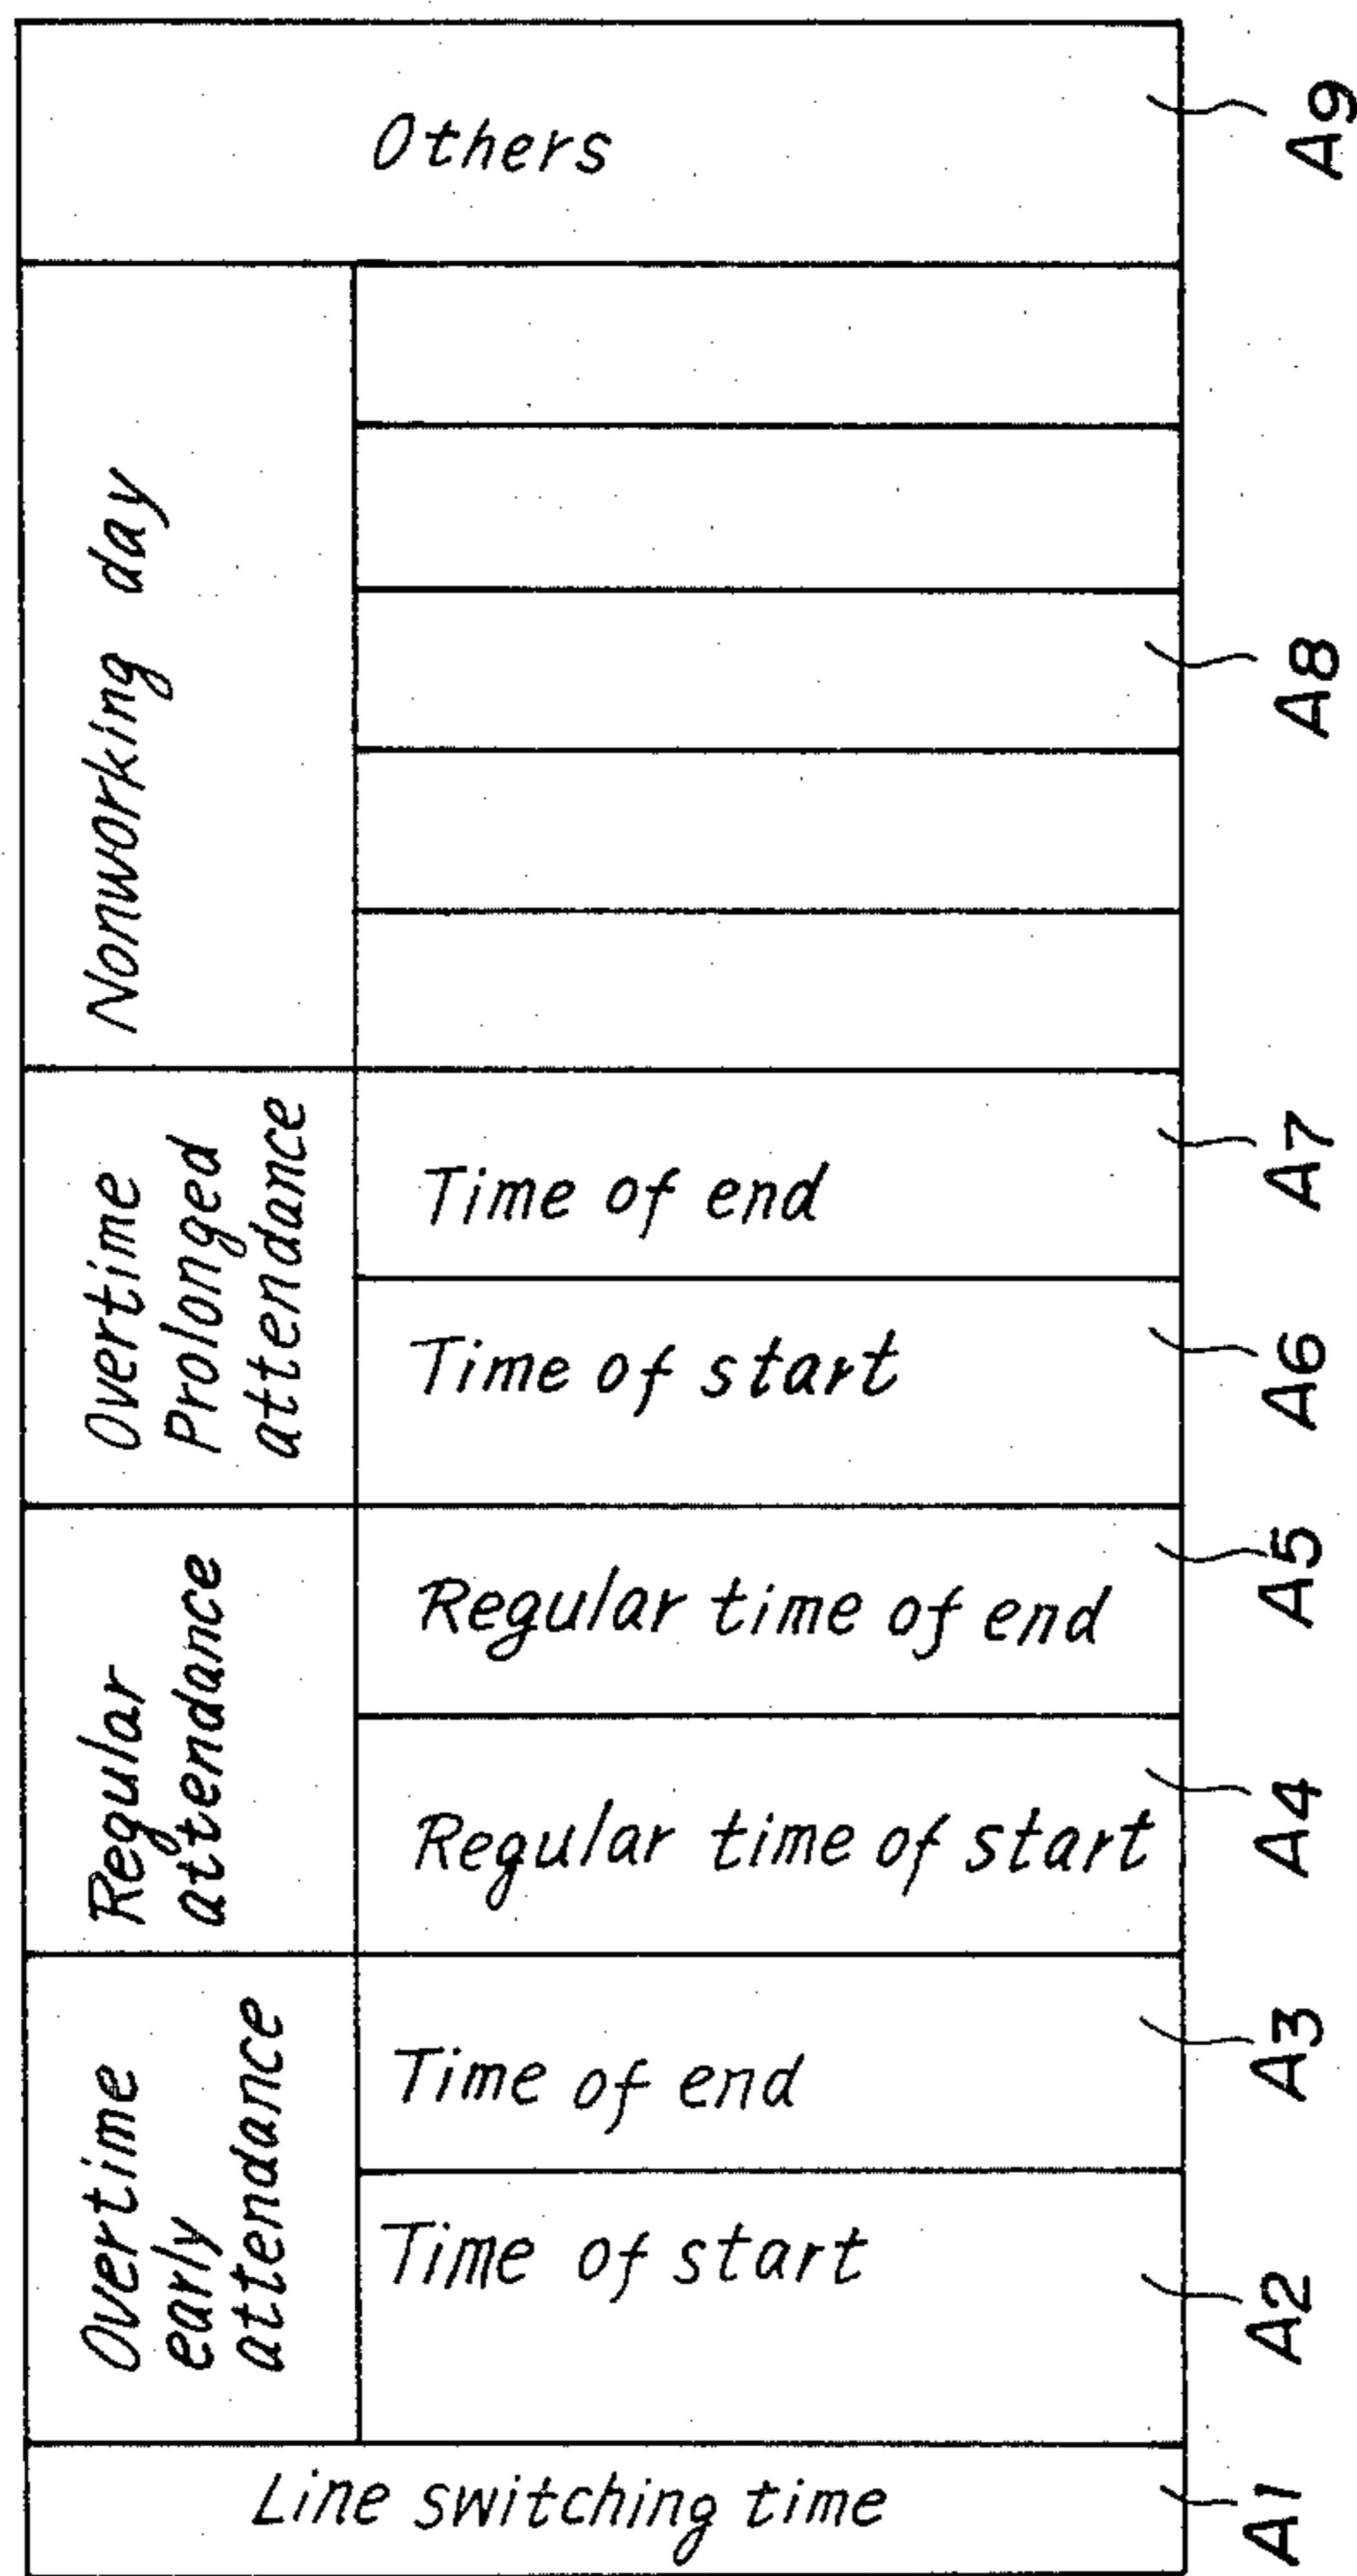 Others
A9
Nonworking day
A8
Overtime
Prolonged
attendance
Time of end
A7
Time of start
A6
Regular
attendance
Regular time of end
A5
Regular time of start
A4
Overtime
early
attendance
Time of end
A3
Time of start
A2
Line switching time
A1